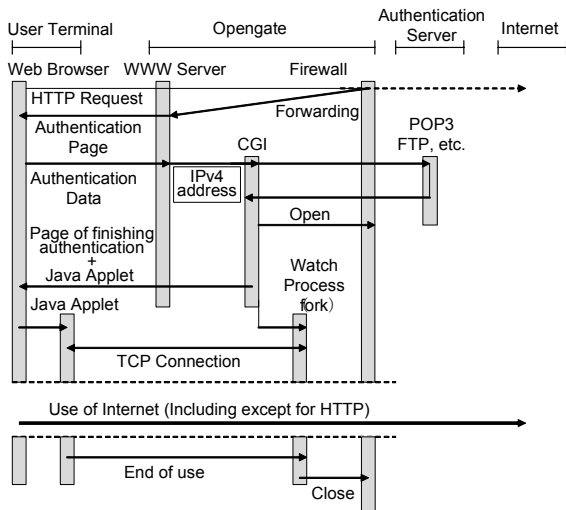 User Terminal
Opengate
Authentication
Server
Internet
Web Browser
WWW Server
Firewall
HTTP Request
Forwarding
Authentication
Page
CGI
POP3
FTP, etc.
Authentication
Data
IPv4
address
Open
Page of finishing
authentication
+
Java Applet
Watch
Process
fork)
Java Applet
TCP Connection
Use of Internet (Including except for HTTP)
End of use
Close